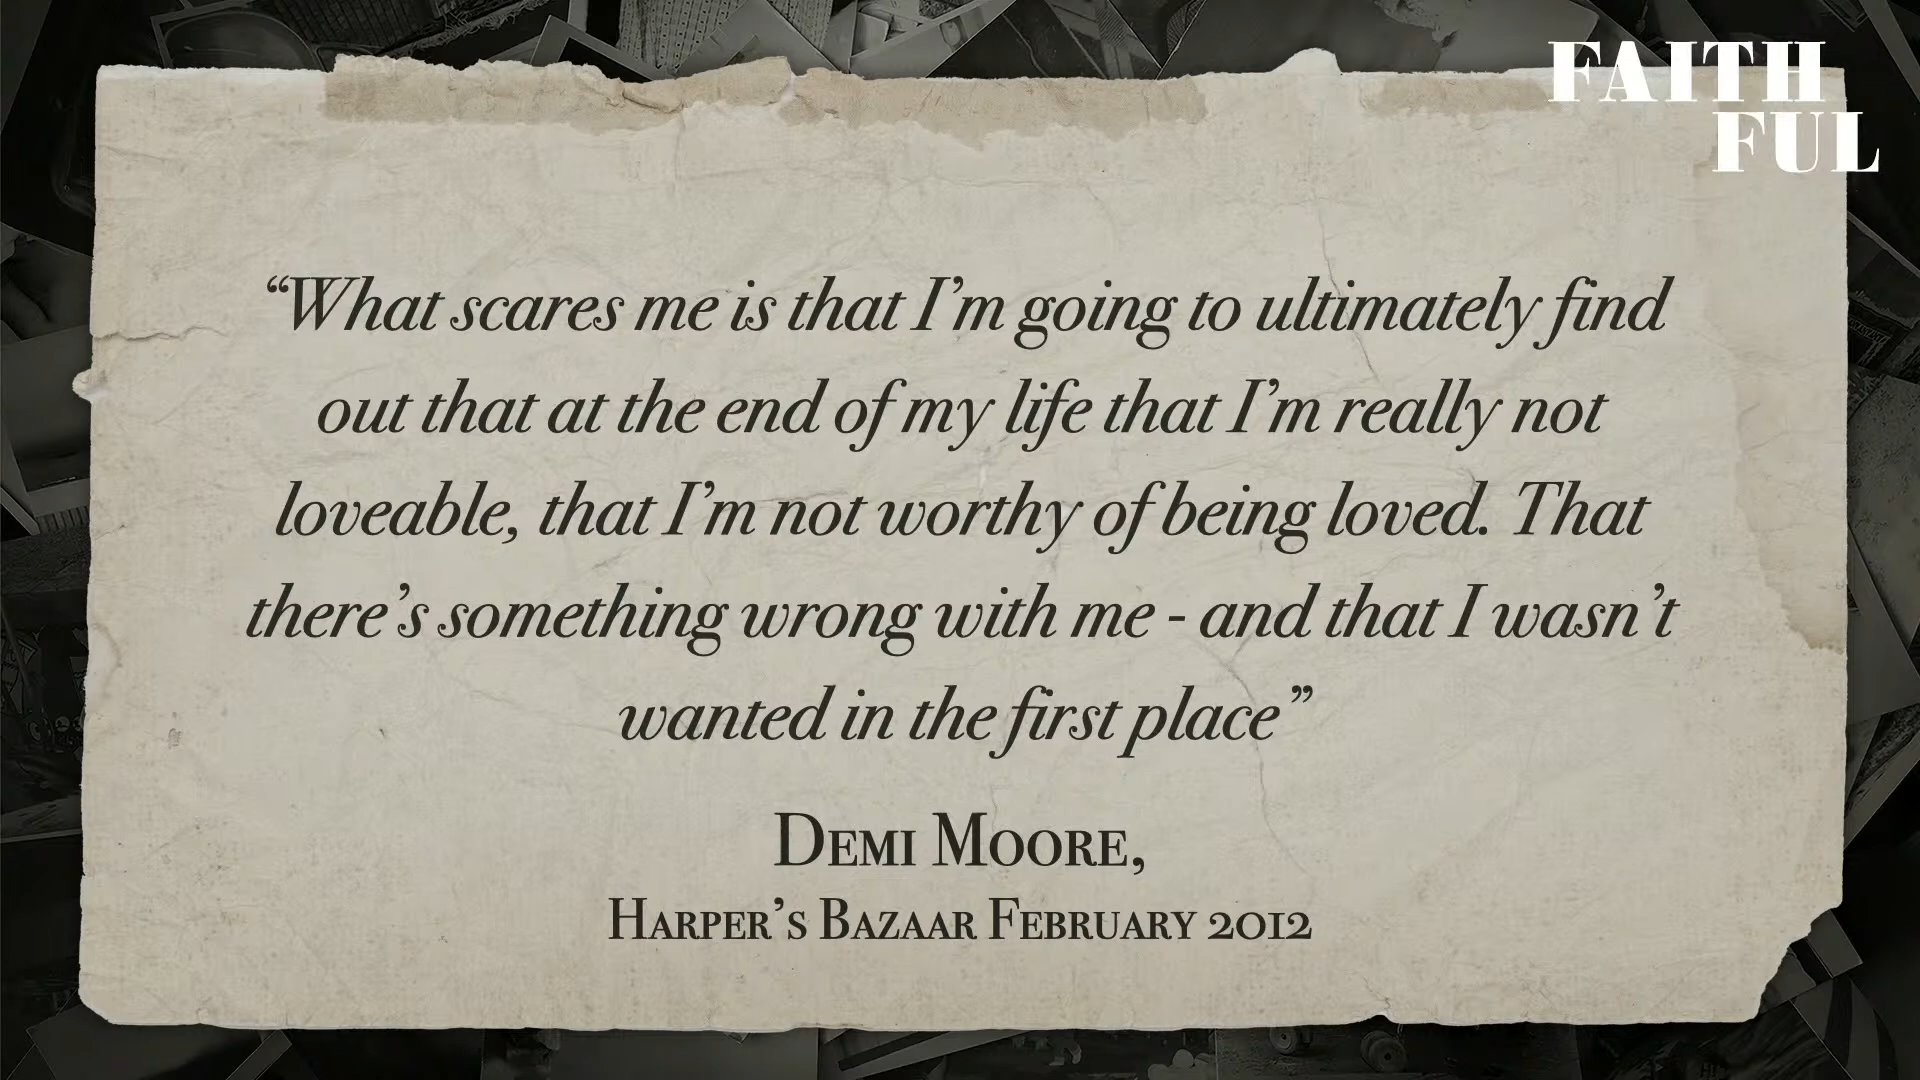 FAITH
FUL
“What scares me is that I’m going to ultimately find
out that at the end of my life that I’m really not
loveable, that I’m not worthy of being loved. That
there’s something wrong with me - and that I wasn’t
wanted in the first place”
Demi Moore,
Harper’s Bazaar February 2012